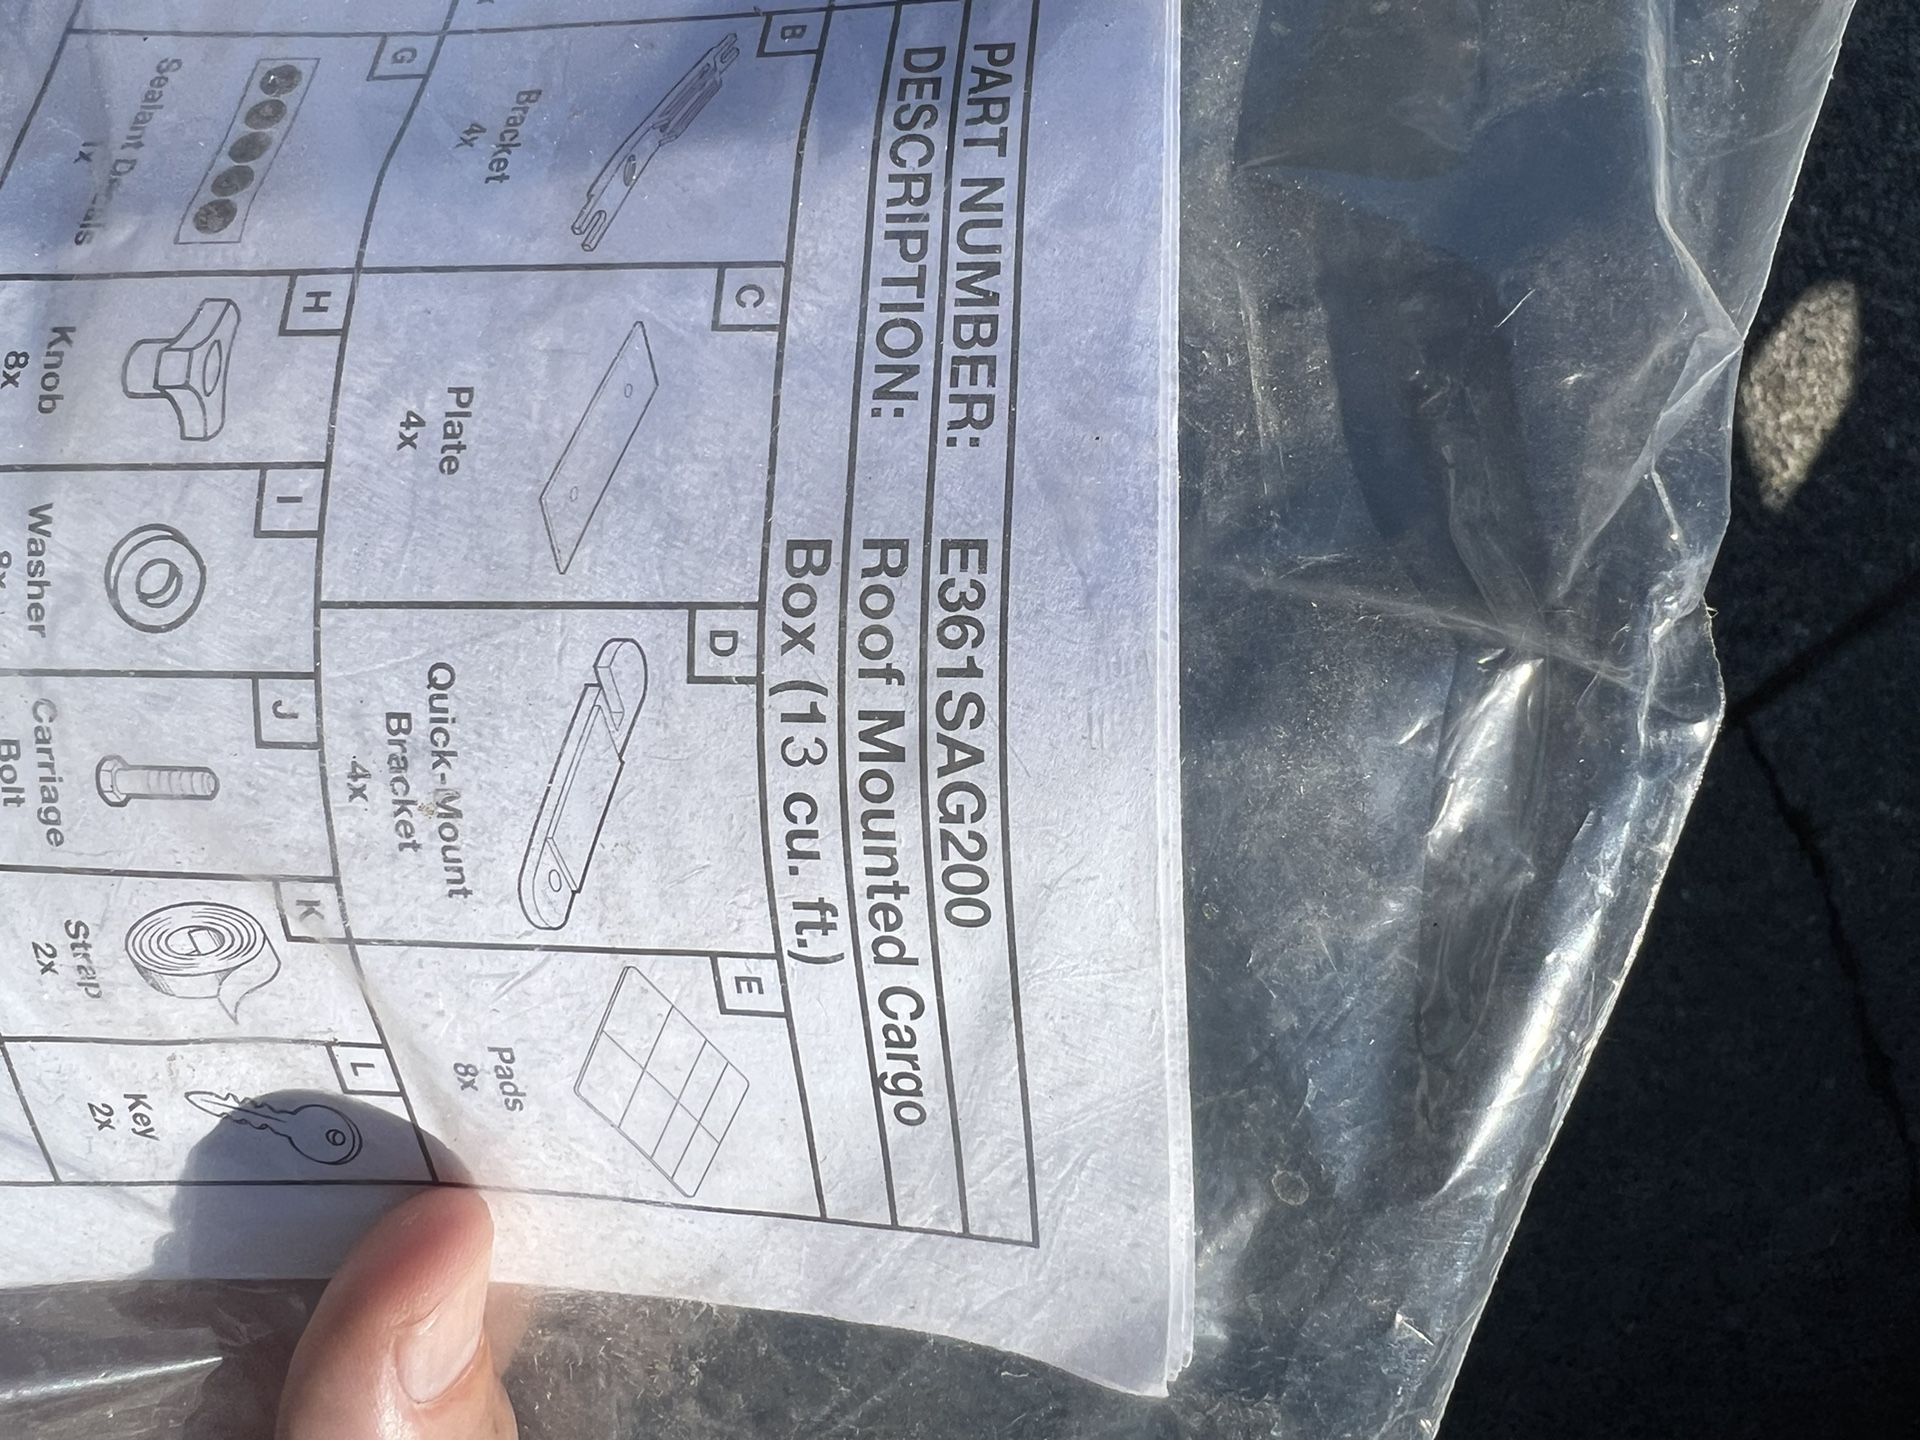 PART NUMBER: E361SAG200
DESCRIPTION: Roof Mounted Cargo
Box (13 cu. ft.)
B
Bracket
4x
C
Plate
4x
D
Quick-Mount
Bracket
4x
E
Pads
8x
G
Sealant
1x
H
Knob
8x
I
Washer
J
Carriage
Bolt
K
Strap
2x
L
Key
2x